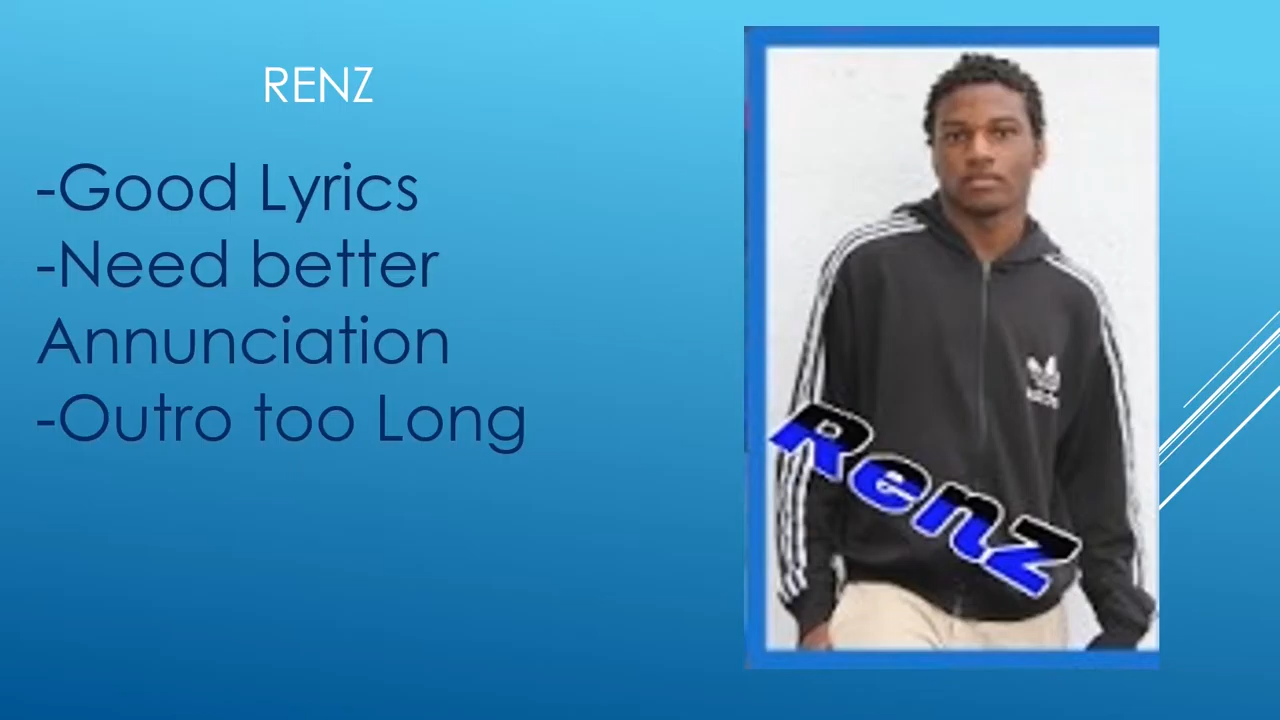 RENZ
-Good Lyrics
-Need better
Annunciation
-Outro too Long
Renz